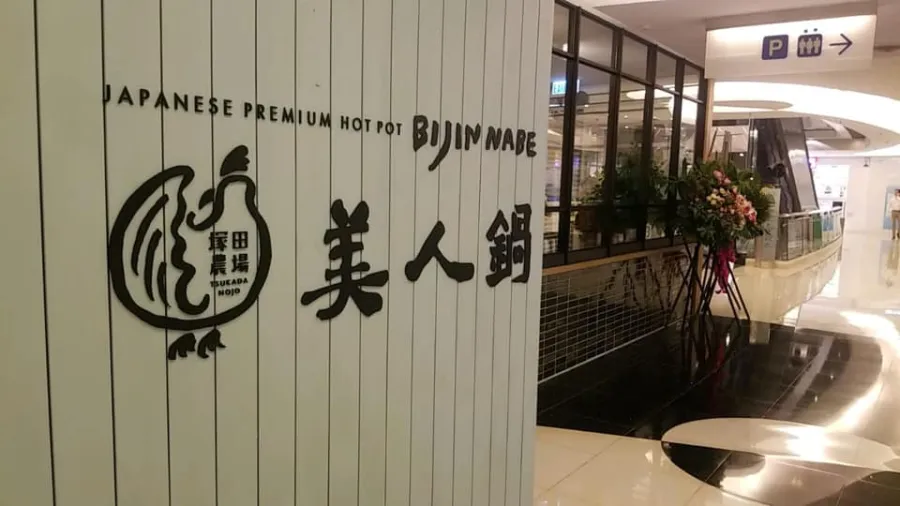 JAPANESE PREMIUM HOT POT BIJIN NABE
塚田
農場
TSUKADA
NOJO
美人鍋
P